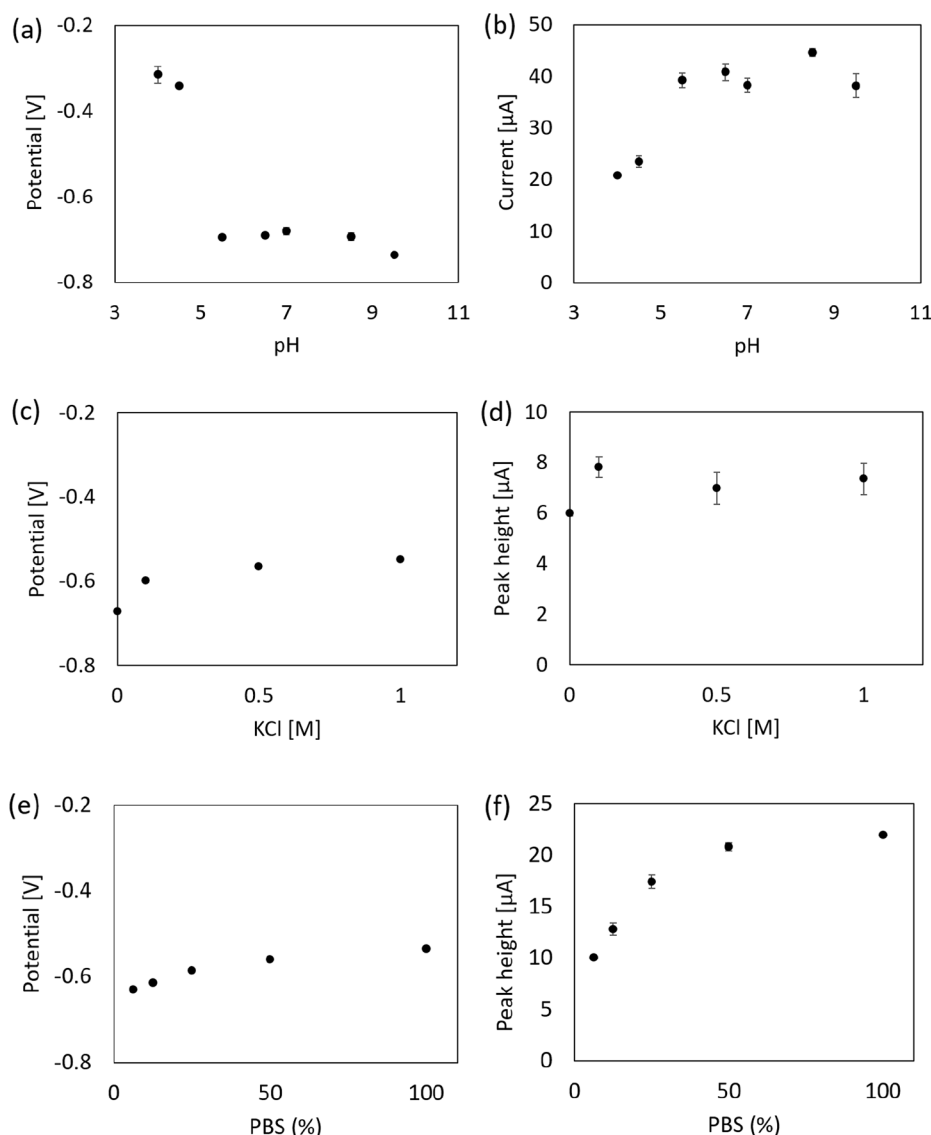 (a)
-0.2
-0.4
-0.6
-0.8
Potential [V]
3 5 7 9 11
pH
(b)
50
40
30
20
10
0
Current [µA]
3 5 7 9 11
pH
(c)
-0.2
-0.4
-0.6
-0.8
Potential [V]
0 0.5 1
KCl [M]
(d)
10
8
6
4
2
0
Peak height [µA]
0 0.5 1
KCl [M]
(e)
-0.2
-0.4
-0.6
-0.8
Potential [V]
0 50 100
PBS (%)
(f)
25
20
15
10
5
0
Peak height [µA]
0 50 100
PBS (%)